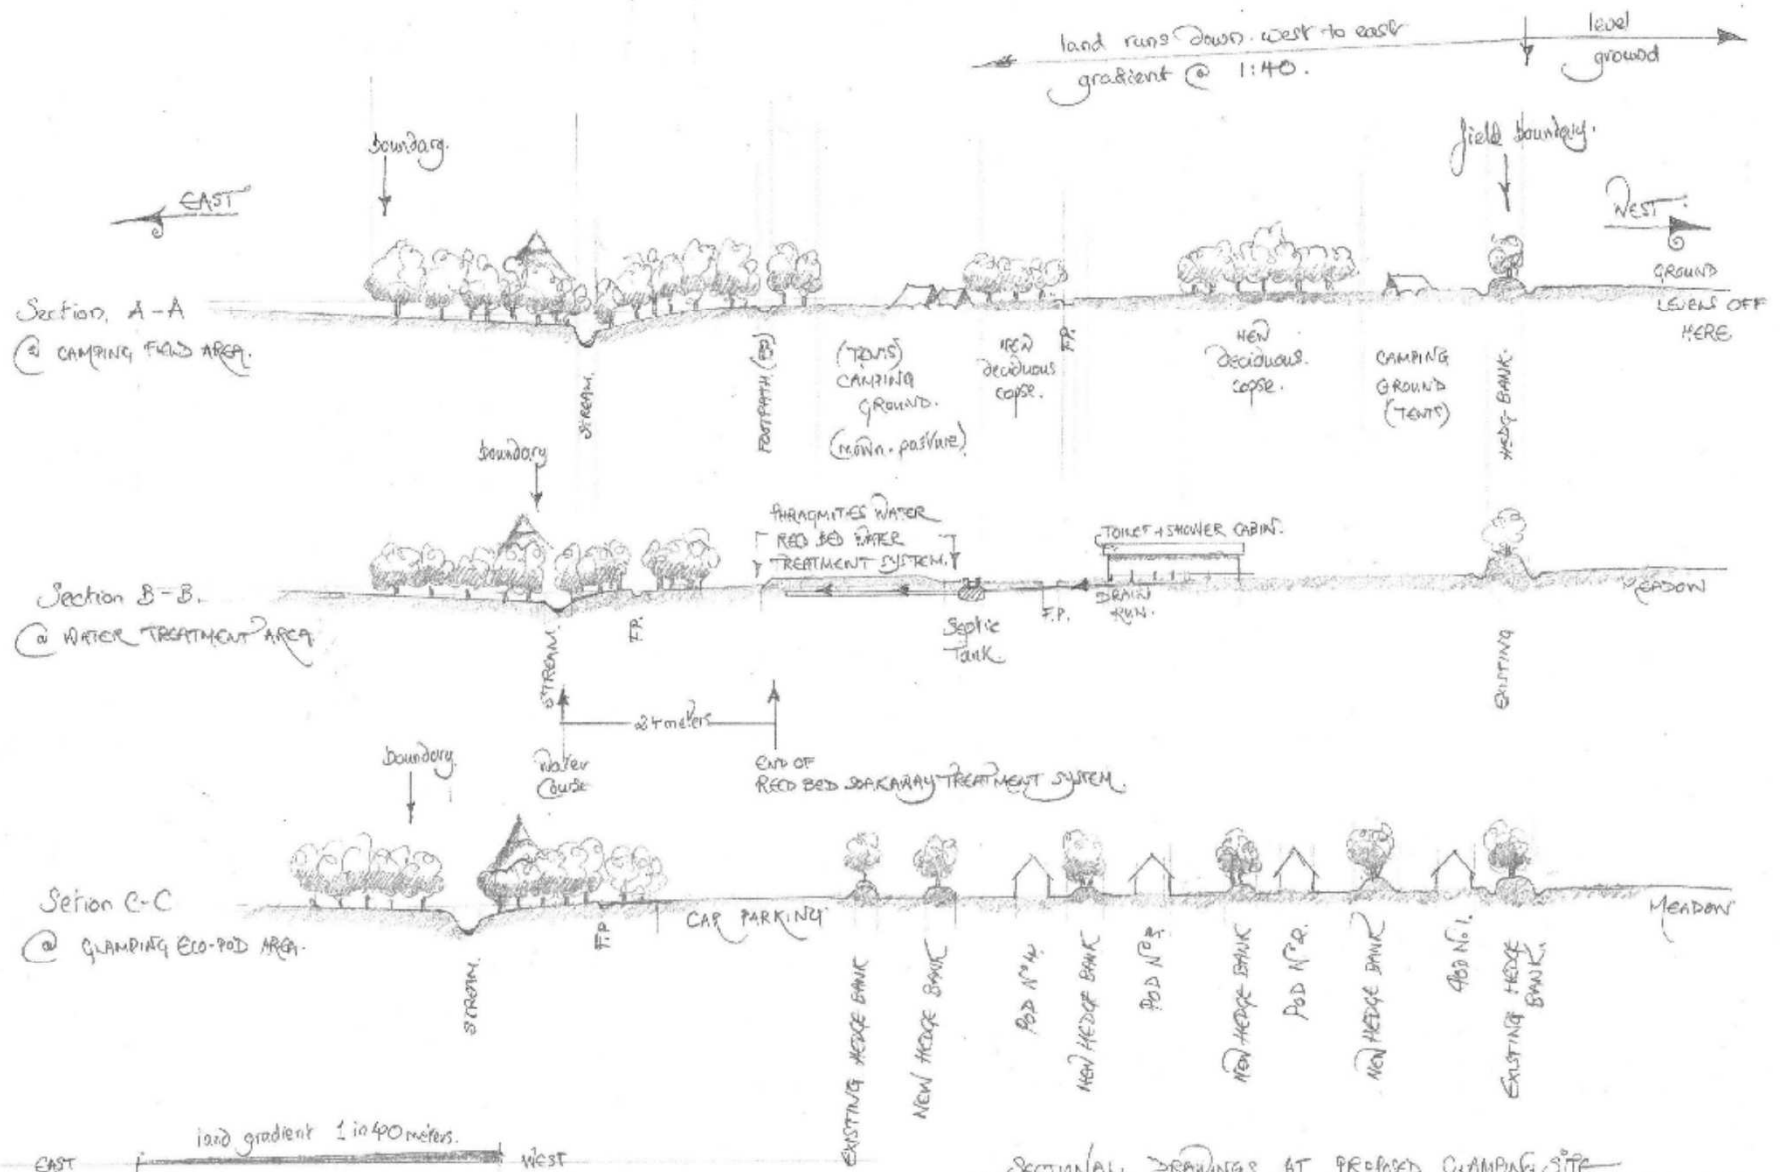 land runs down west to east
gradient @ 1:40.
level
ground
boundary.
field boundary.
EAST
WEST
Section A-A
@ CAMPING FIELD AREA.
GROUND
LEVELS OFF
HERE
STREAM.
FOOTPATH (FP)
(TENTS)
CAMPING
GROUND.
(mown pasture)
NEW
deciduous
copse.
F.P.
NEW
deciduous.
copse.
CAMPING
GROUND
(TENTS)
HEDG BANK.
boundary
PHRAGMITES WATER
REED BED WATER
TREATMENT SYSTEM.
TOILET + SHOWER CABIN.
Section B-B.
@ WATER TREATMENT AREA
STREAM.
F.P.
Septic
Tank.
F.P.
DRAIN
RUN.
EXISTING
MEADOW
24 meters
boundary.
Water
Course
END OF
REED BED SOAKAWAY TREATMENT SYSTEM.
Setion C-C
@ GLAMPING ECO-POD AREA.
STREAM.
F.P.
CAR PARKING
EXISTING HEDGE BANK
NEW HEDGE BANK
POD No 4.
NEW HEDGE BANK
POD No 3.
NEW HEDGE BANK
POD No 2.
NEW HEDGE BANK
POD No 1.
EXISTING HEDGE
BANK.
MEADOW
land gradient 1 in 40 meters.
EAST
WEST
SECTIONAL DRAWINGS AT PROPOSED GLAMPING SITE